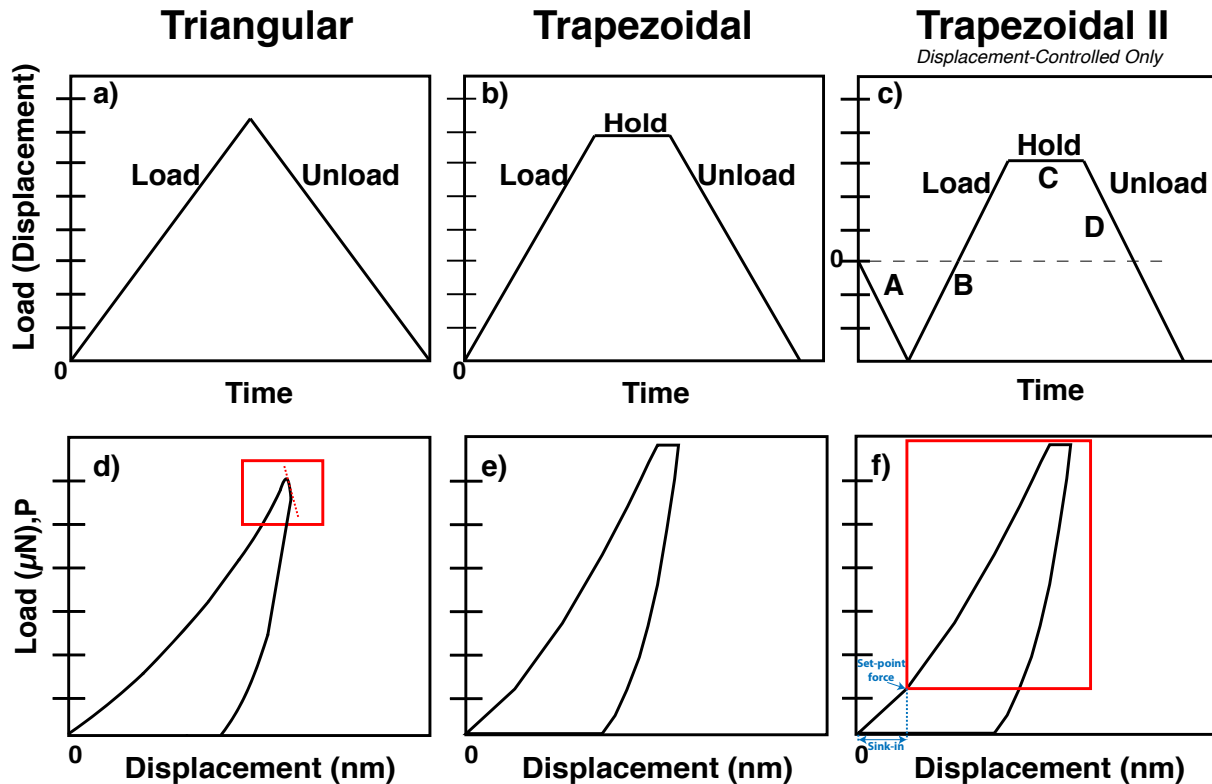 Triangular
Trapezoidal
Trapezoidal II
Displacement-Controlled Only
Load (Displacement)
a)
Load
Unload
0
Time
b)
Hold
Load
Unload
0
Time
c)
Hold
Load
C
Unload
D
0
A
B
Time
Load (µN),P
d)
0
Displacement (nm)
e)
0
Displacement (nm)
f)
Set-point
force
Sink-in
0
Displacement (nm)